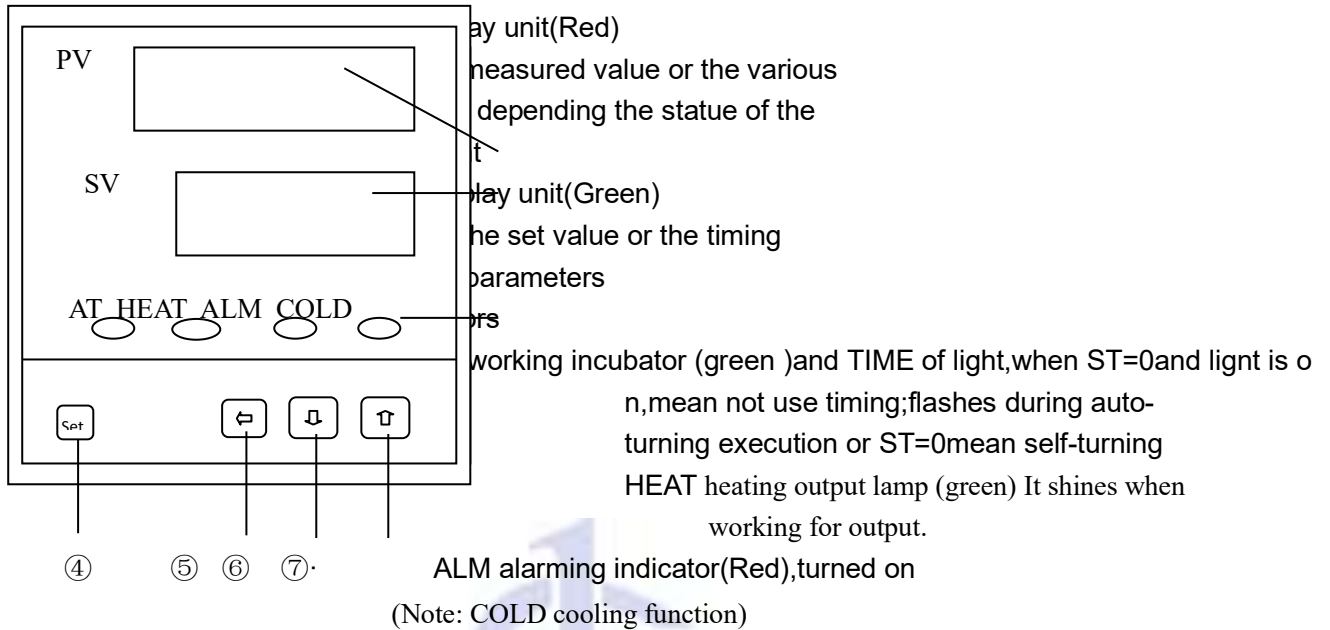 ay unit(Red)
PV
measured value or the various
depending the statue of the
t
SV
play unit(Green)
he set value or the timing
parameters
AT HEAT ALM COLD
ors
working incubator (green )and TIME of light,when ST=0and lignt is o
n,mean not use timing;flashes during auto-
turning execution or ST=0mean self-turning
Set
HEAT heating output lamp (green) It shines when
working for output.
④ ⑤ ⑥ ⑦·
ALM alarming indicator(Red),turned on
(Note: COLD cooling function)